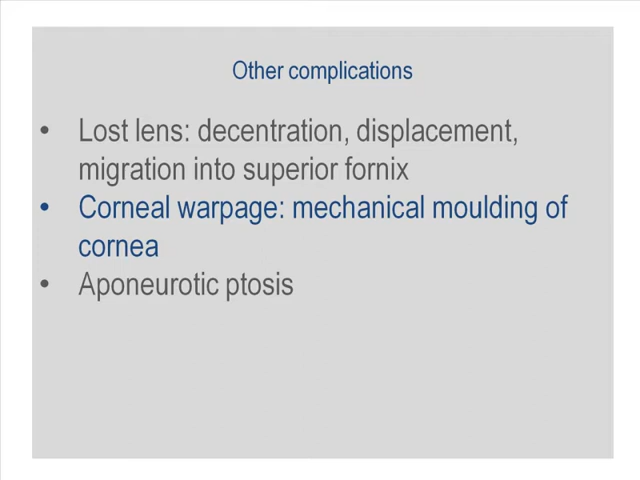 Other complications
• Lost lens: decentration, displacement,
migration into superior fornix
• Corneal warpage: mechanical moulding of
cornea
• Aponeurotic ptosis